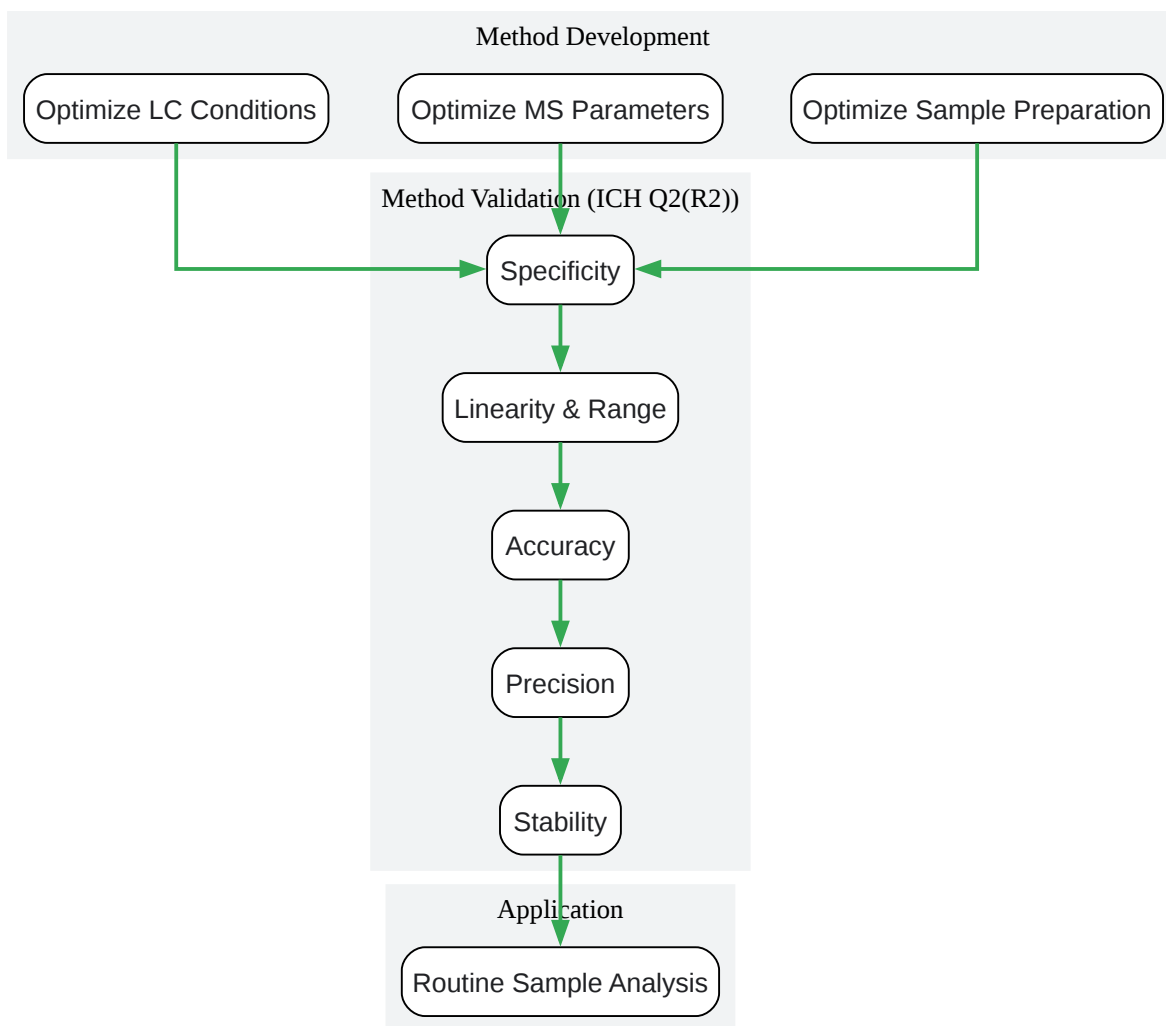 Method Development
Optimize LC Conditions
Optimize MS Parameters
Optimize Sample Preparation
Method Validation (ICH Q2(R2))
Specificity
Linearity & Range
Accuracy
Precision
Stability
Application
Routine Sample Analysis